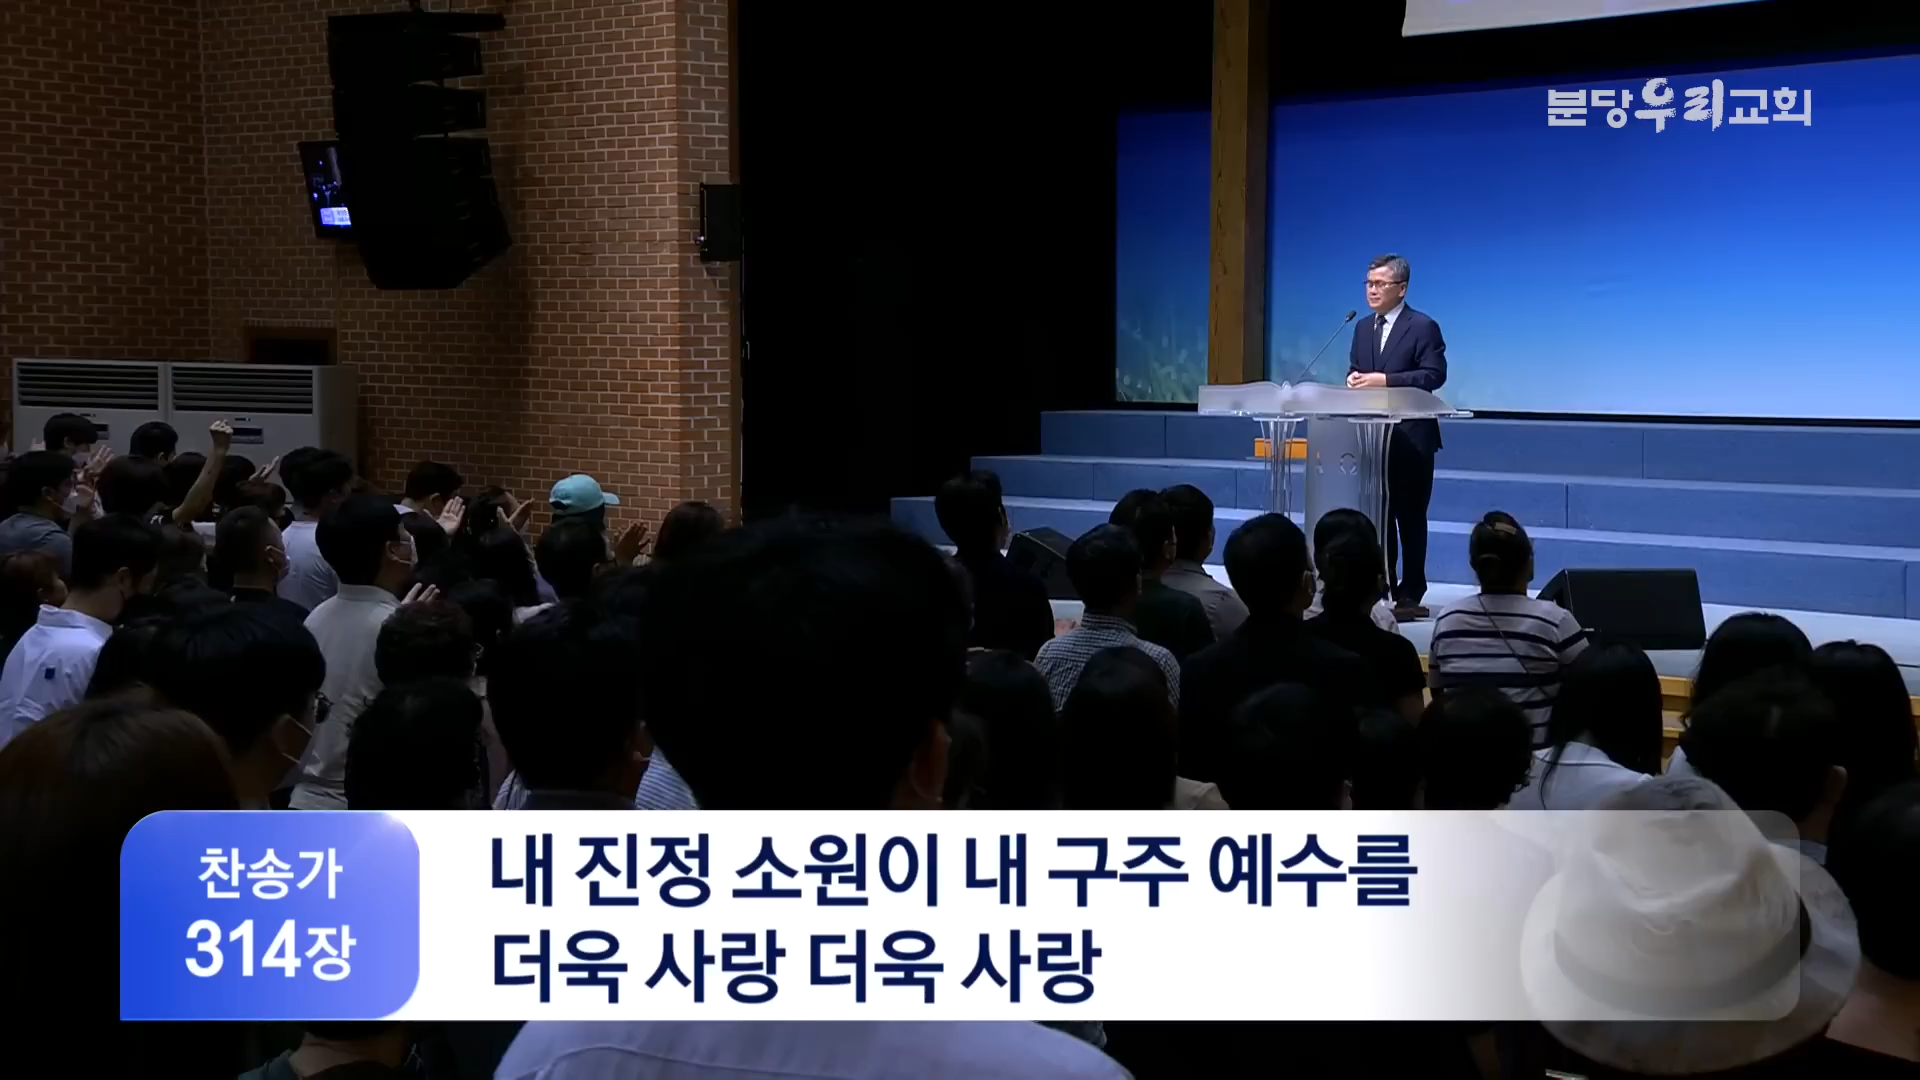 분당우리교회
찬송가
314장
내 진정 소원이 내 구주 예수를
더욱 사랑 더욱 사랑